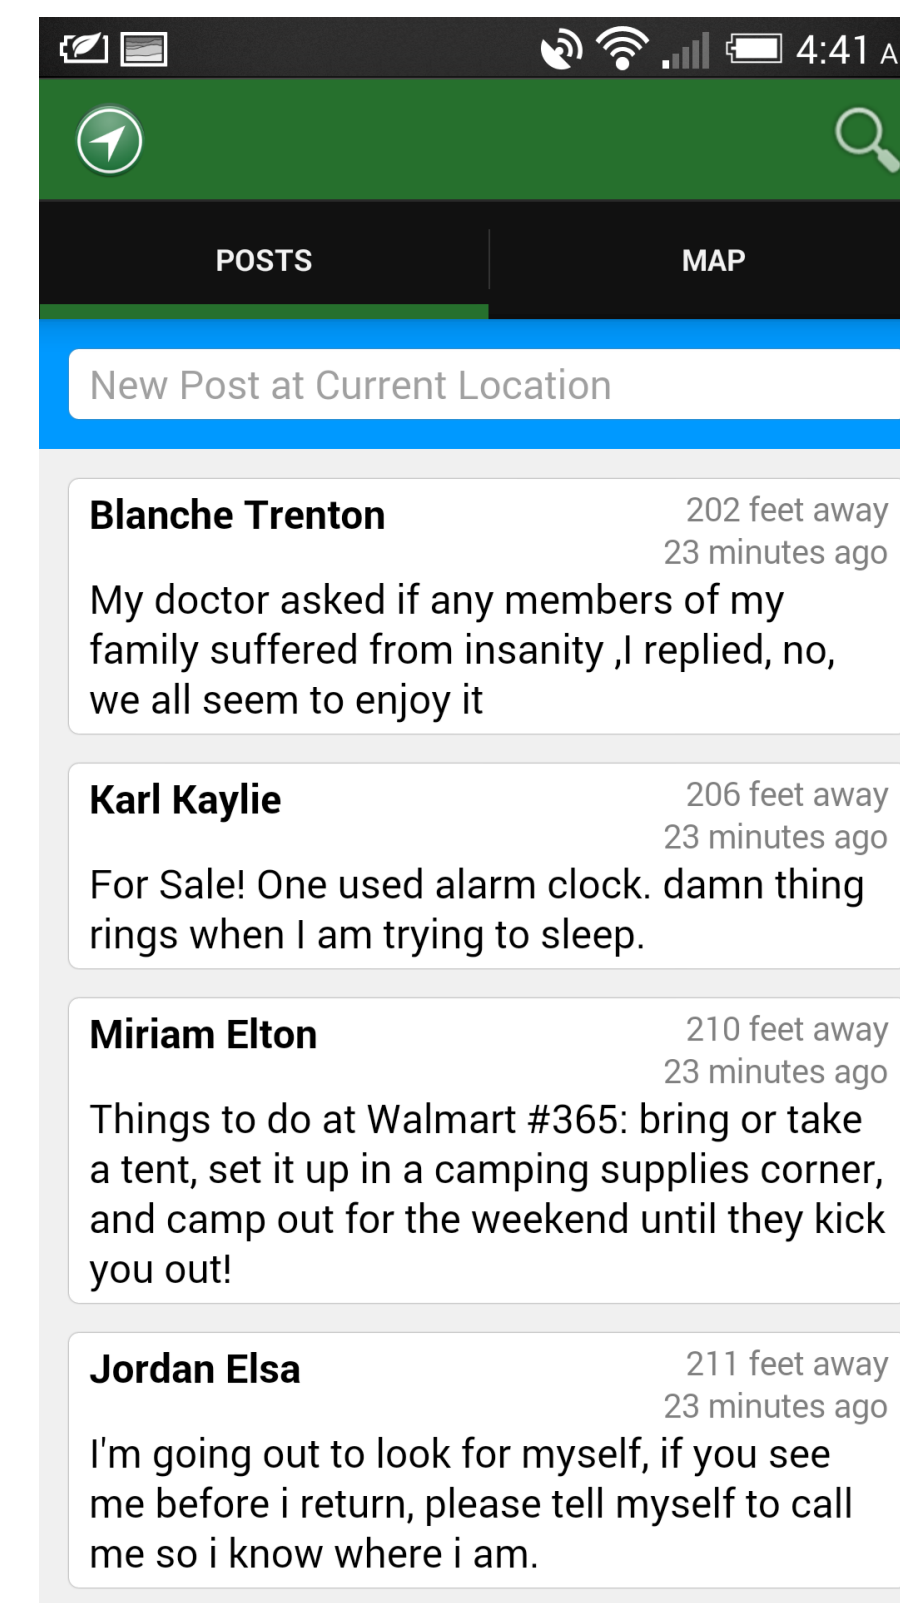 4:41 A
POSTS
MAP
New Post at Current Location
Blanche Trenton
202 feet away
23 minutes ago
My doctor asked if any members of my
family suffered from insanity ,I replied, no,
we all seem to enjoy it
Karl Kaylie
206 feet away
23 minutes ago
For Sale! One used alarm clock. damn thing
rings when I am trying to sleep.
Miriam Elton
210 feet away
23 minutes ago
Things to do at Walmart #365: bring or take
a tent, set it up in a camping supplies corner,
and camp out for the weekend until they kick
you out!
Jordan Elsa
211 feet away
23 minutes ago
I'm going out to look for myself, if you see
me before i return, please tell myself to call
me so i know where i am.